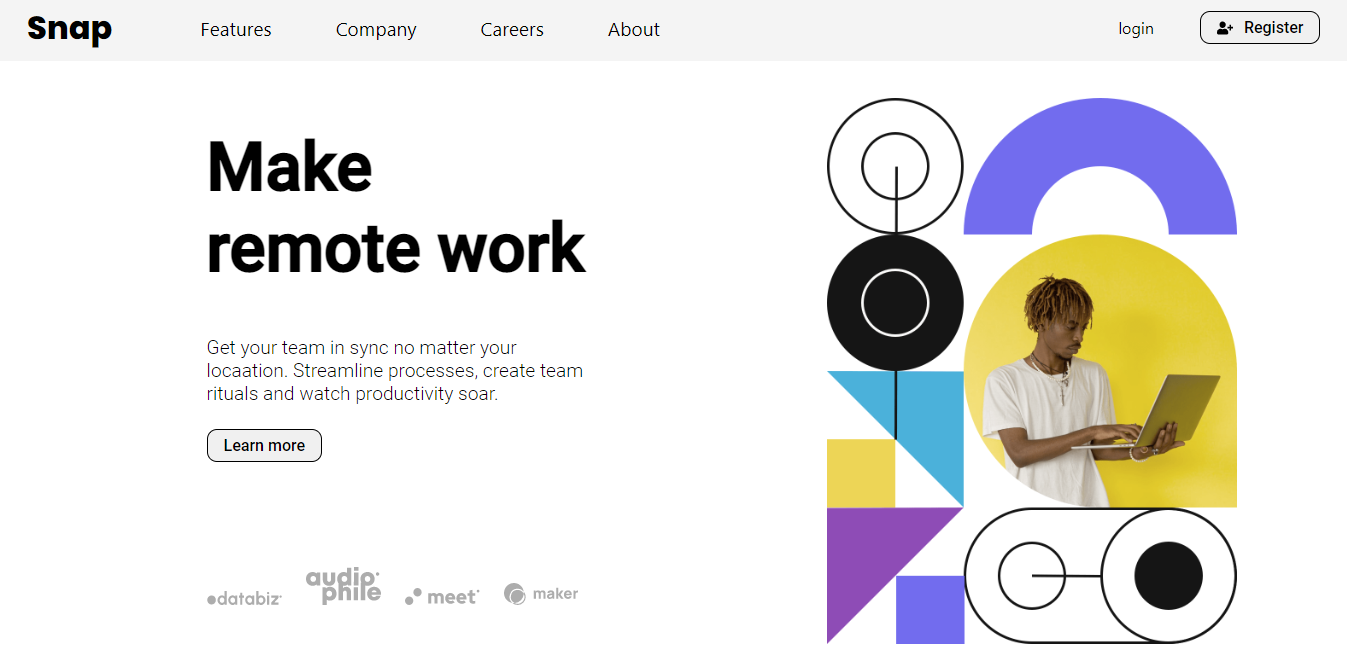 Snap Features Company Careers About login Register
Make
remote work
Get your team in sync no matter your
locaation. Streamline processes, create team
rituals and watch productivity soar.
Learn more
databiz audiophile meet maker